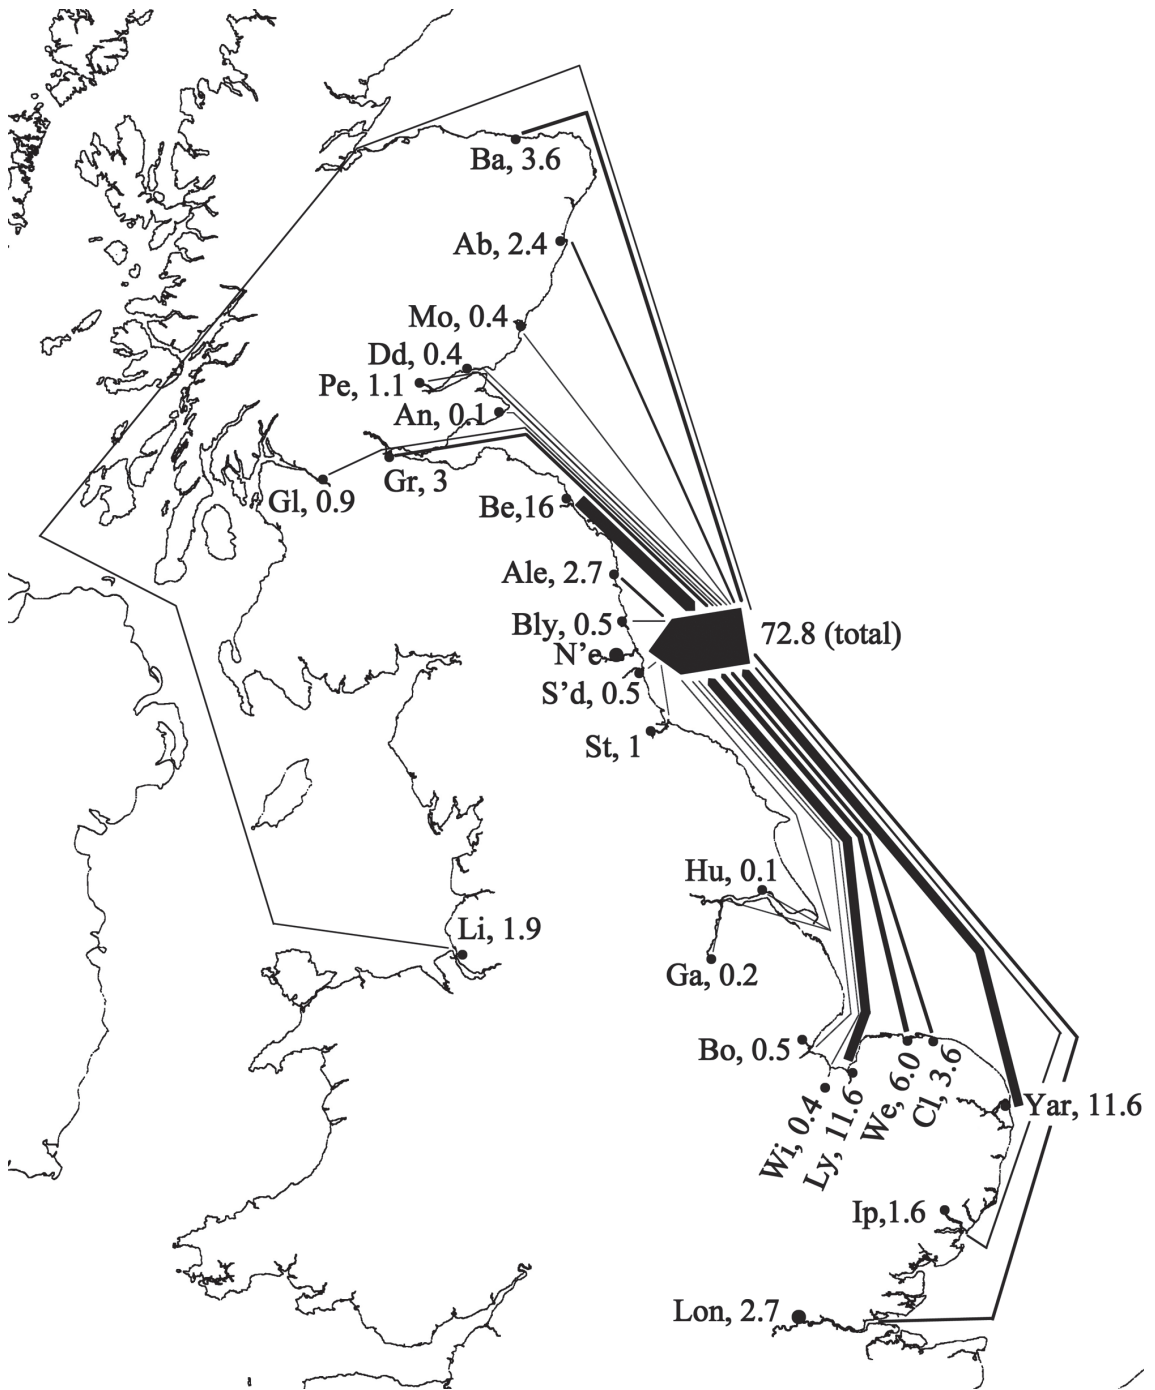 Ba, 3.6
Ab, 2.4
Mo, 0.4
Dd, 0.4
Pe, 1.1
An, 0.1
Gr, 3
Gl, 0.9
Be,16
Ale, 2.7
Bly, 0.5
72.8 (total)
N’e
S’d, 0.5
St, 1
Hu, 0.1
Li, 1.9
Ga, 0.2
Bo, 0.5
Wi, 0.4
Ly, 11.6
We, 6.0
Cl, 3.6
Yar, 11.6
Ip,1.6
Lon, 2.7